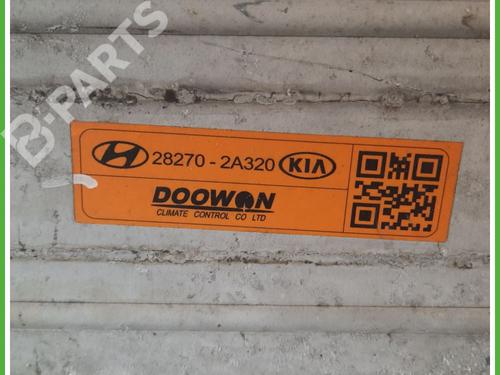 B-PARTS
28270 - 2A320 KIA
DOOWON
CLIMATE CONTROL CO LTD